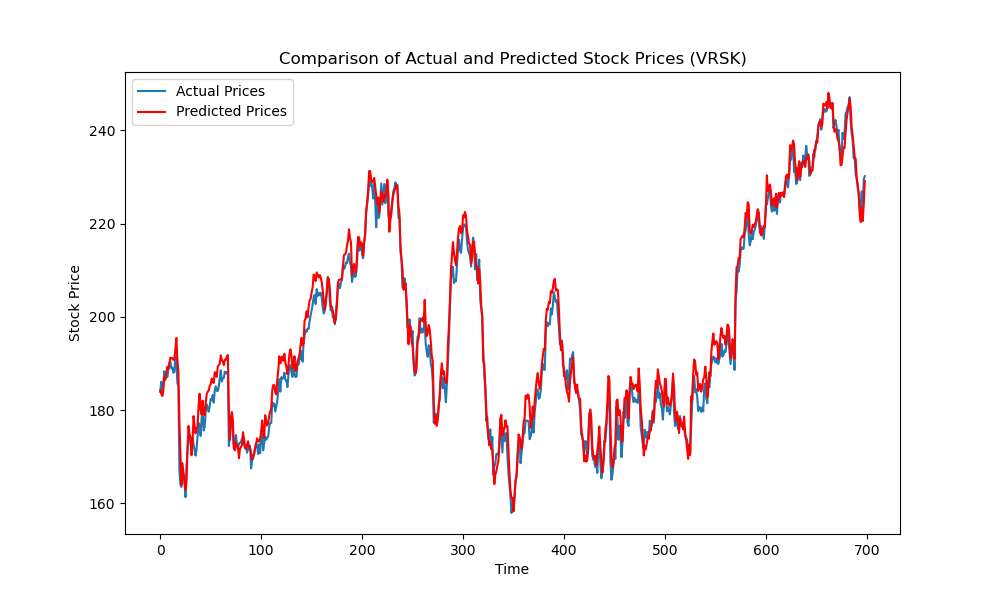 Comparison of Actual and Predicted Stock Prices (VRSK)
Actual Prices
Predicted Prices
Stock Price
240
220
200
180
160
0 100 200 300 400 500 600 700
Time